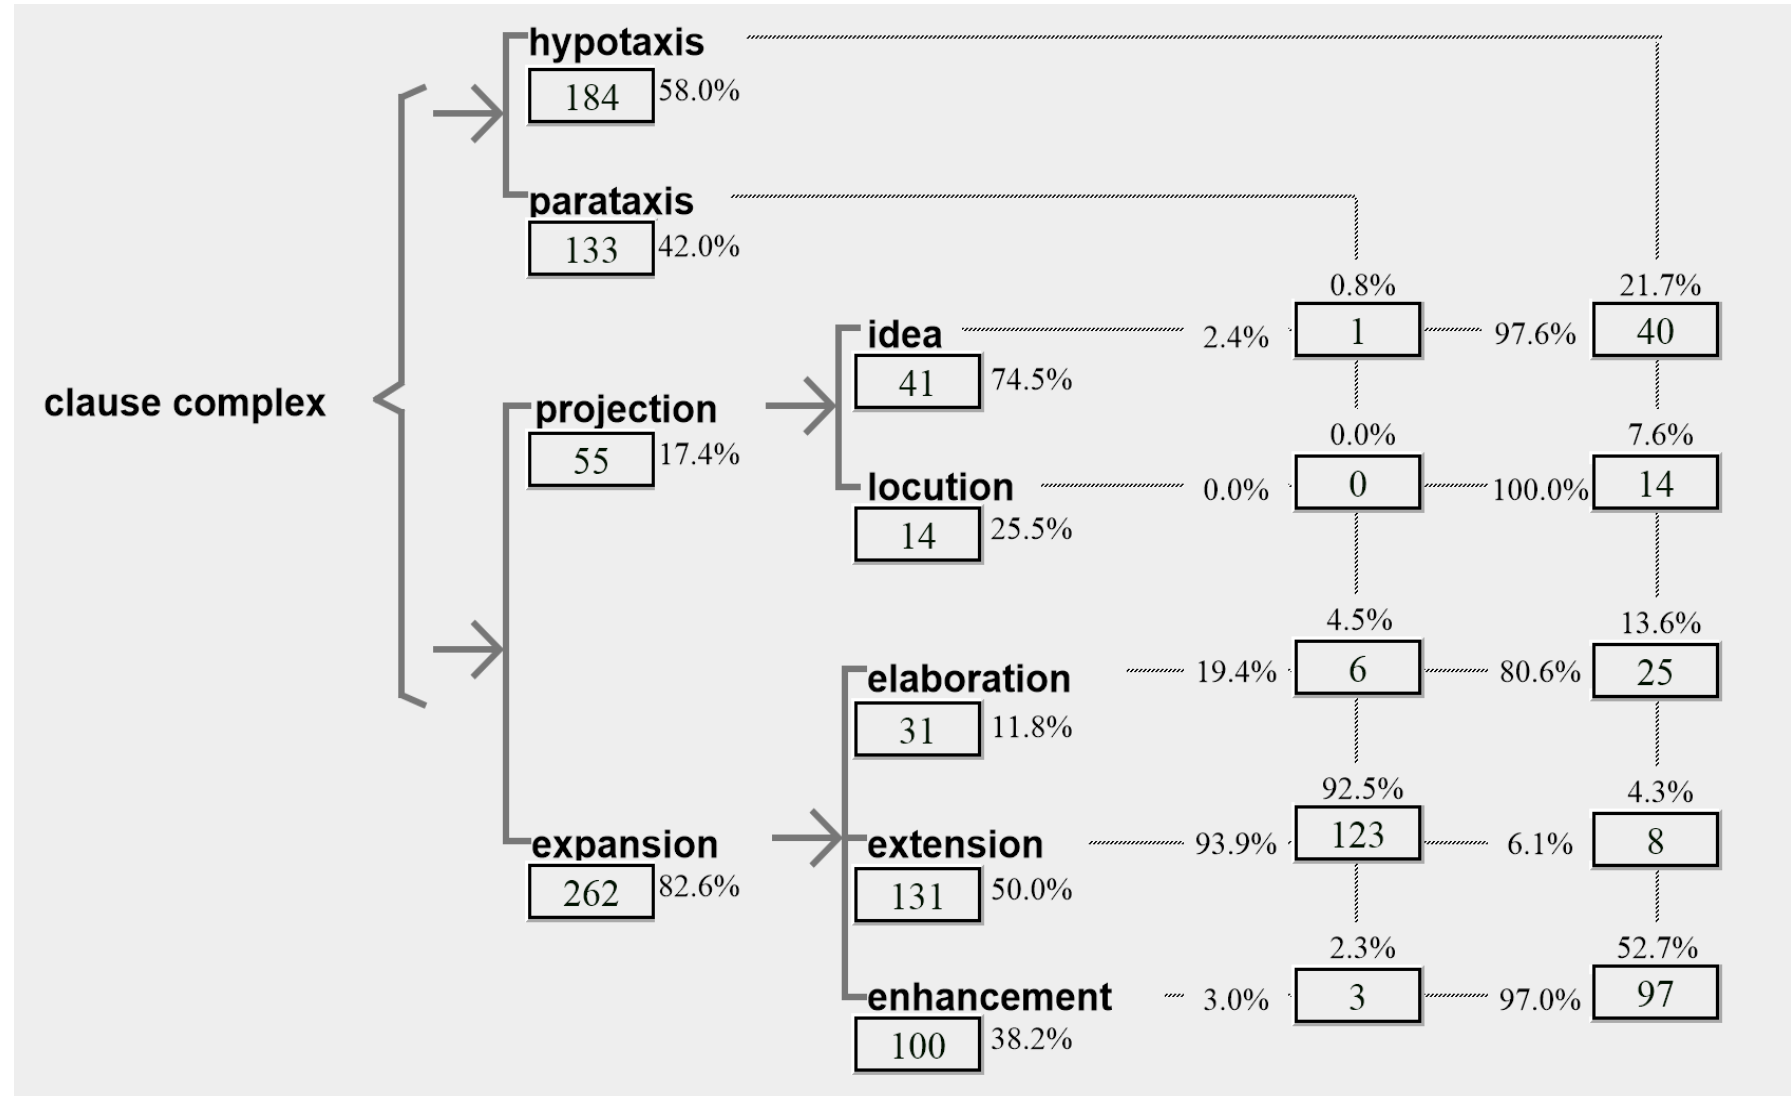 hypotaxis
184 58.0%
parataxis
133 42.0%
0.8% 21.7%
idea 2.4% 1 97.6% 40
41 74.5%
clause complex
projection
55 17.4%
0.0% 7.6%
locution 0.0% 0 100.0% 14
14 25.5%
4.5% 13.6%
elaboration 19.4% 6 80.6% 25
31 11.8%
92.5% 4.3%
expansion
262 82.6%
extension 93.9% 123 6.1% 8
131 50.0%
2.3% 52.7%
enhancement 3.0% 3 97.0% 97
100 38.2%